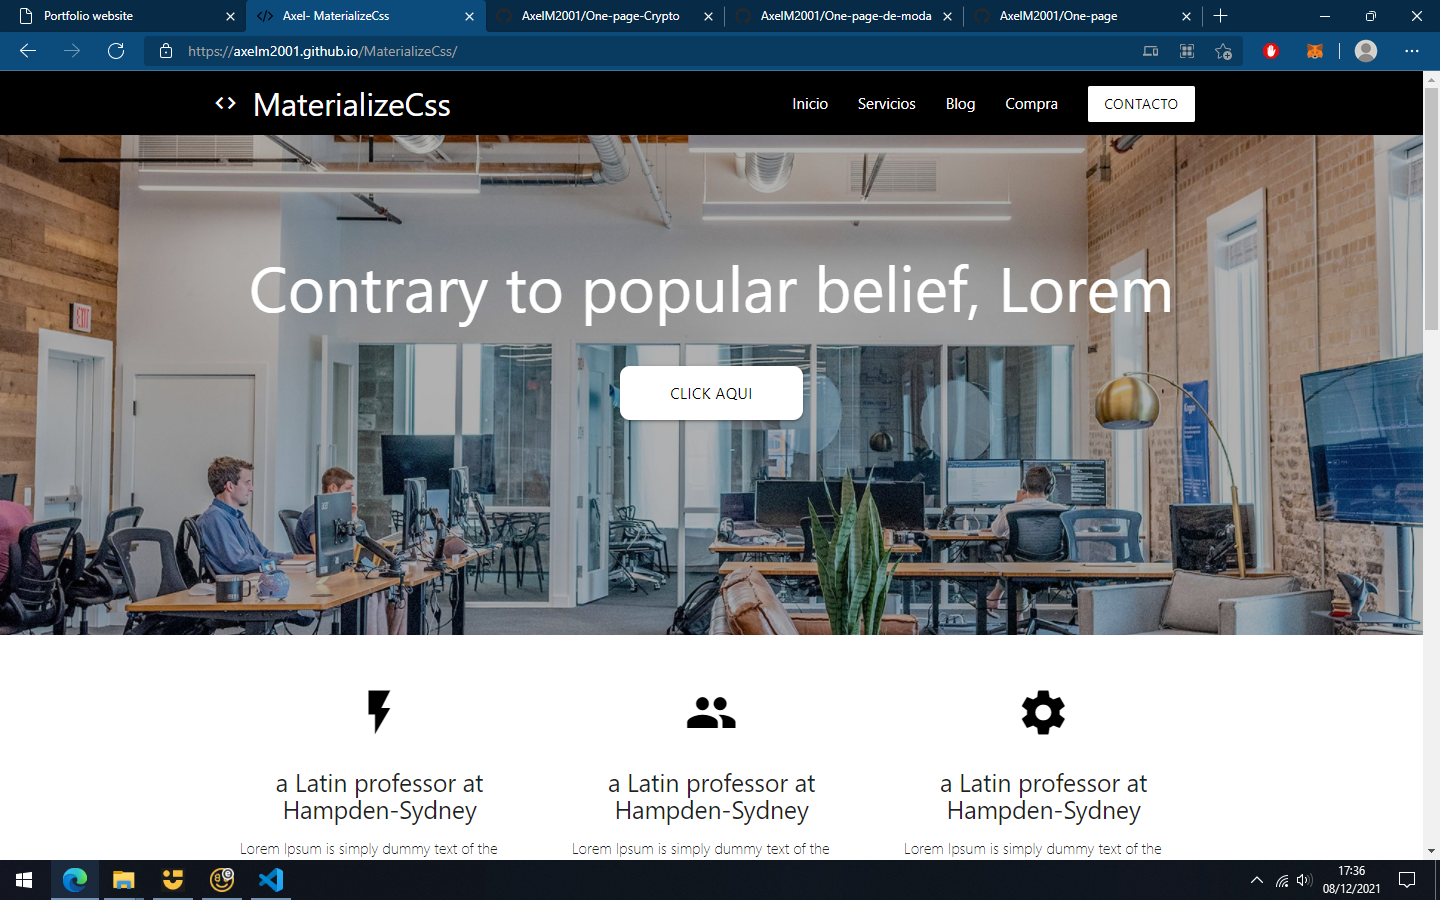 Portfolio website
Axel- MaterializeCss
AxelM2001/One-page-Crypto
AxelM2001/One-page-de-moda
AxelM2001/One-page
https://axelm2001.github.io/MaterializeCss/
MaterializeCss
Inicio
Servicios
Blog
Compra
CONTACTO
EXIT
Contrary to popular belief, Lorem
CLICK AQUI
a Latin professor at
Hampden-Sydney
Lorem Ipsum is simply dummy text of the
a Latin professor at
Hampden-Sydney
Lorem Ipsum is simply dummy text of the
a Latin professor at
Hampden-Sydney
Lorem Ipsum is simply dummy text of the
17:36
08/12/2021